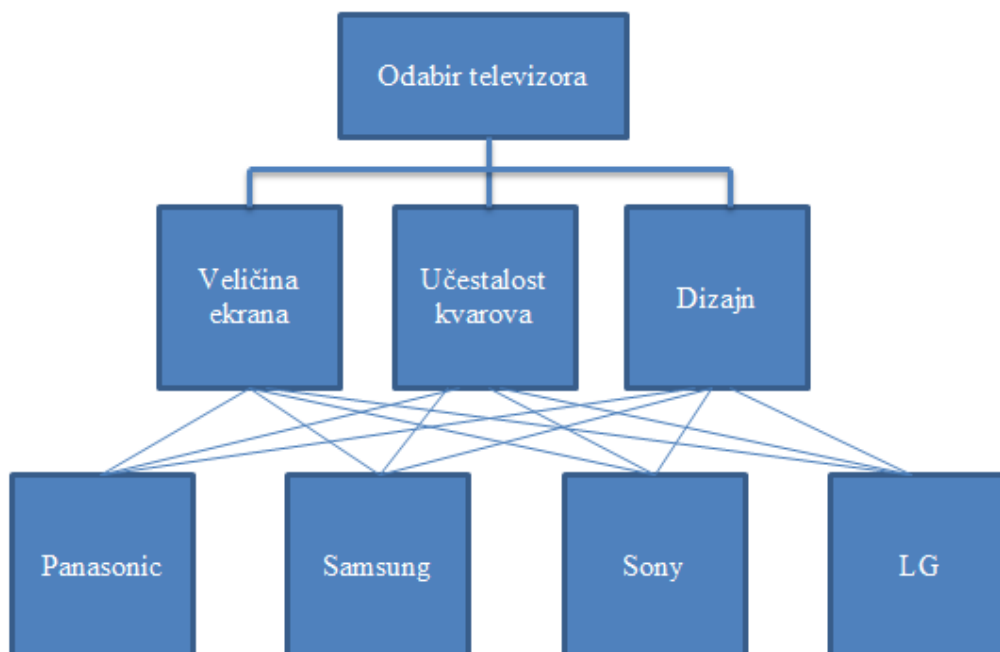 Odabir televizora
Veličina
ekrana
Učestalost
kvarova
Dizajn
Panasonic
Samsung
Sony
LG